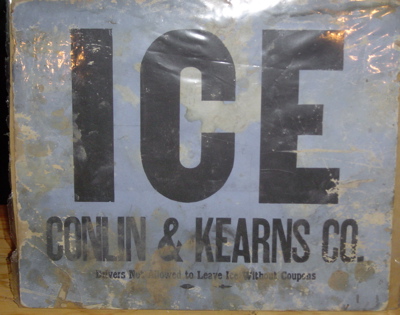 ICE
CONLIN & KEARNS CO.
Drivers Not Allowed to Leave Ice Without Coupons